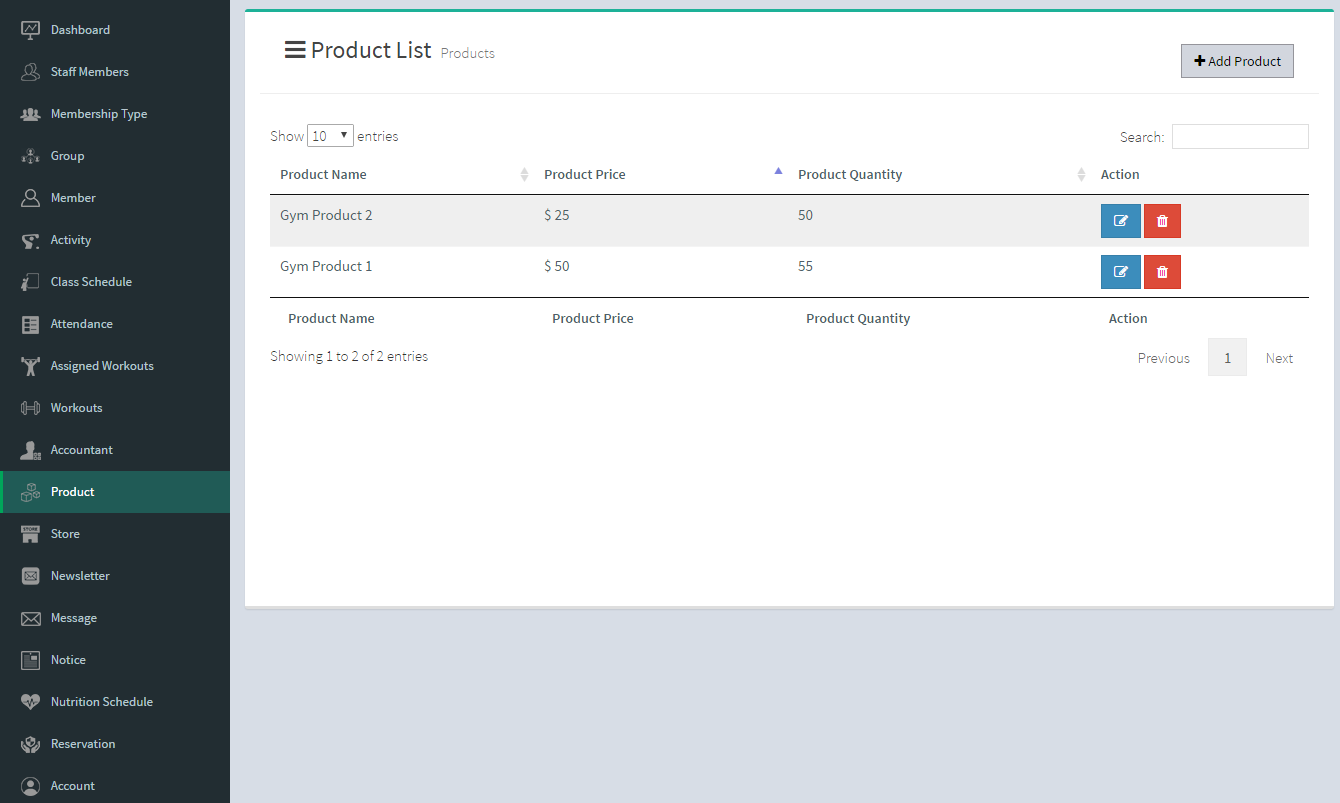 Dashboard
Staff Members
Membership Type
Group
Member
Activity
Class Schedule
Attendance
Assigned Workouts
Workouts
Accountant
Product
STORE
Store
Newsletter
Message
Notice
Nutrition Schedule
Reservation
Account
Product List Products
Add Product
Show 10 entries
Search:
Product Name Product Price Product Quantity Action
Gym Product 2 $ 25 50
Gym Product 1 $ 50 55
Product Name Product Price Product Quantity Action
Showing 1 to 2 of 2 entries
Previous 1 Next